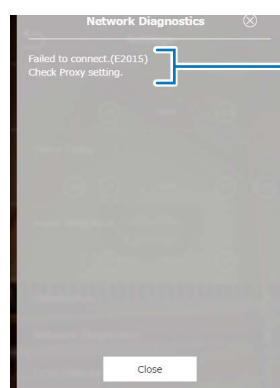 Network Diagnostics
Failed to connect.(E2015)
Check Proxy setting.
Close